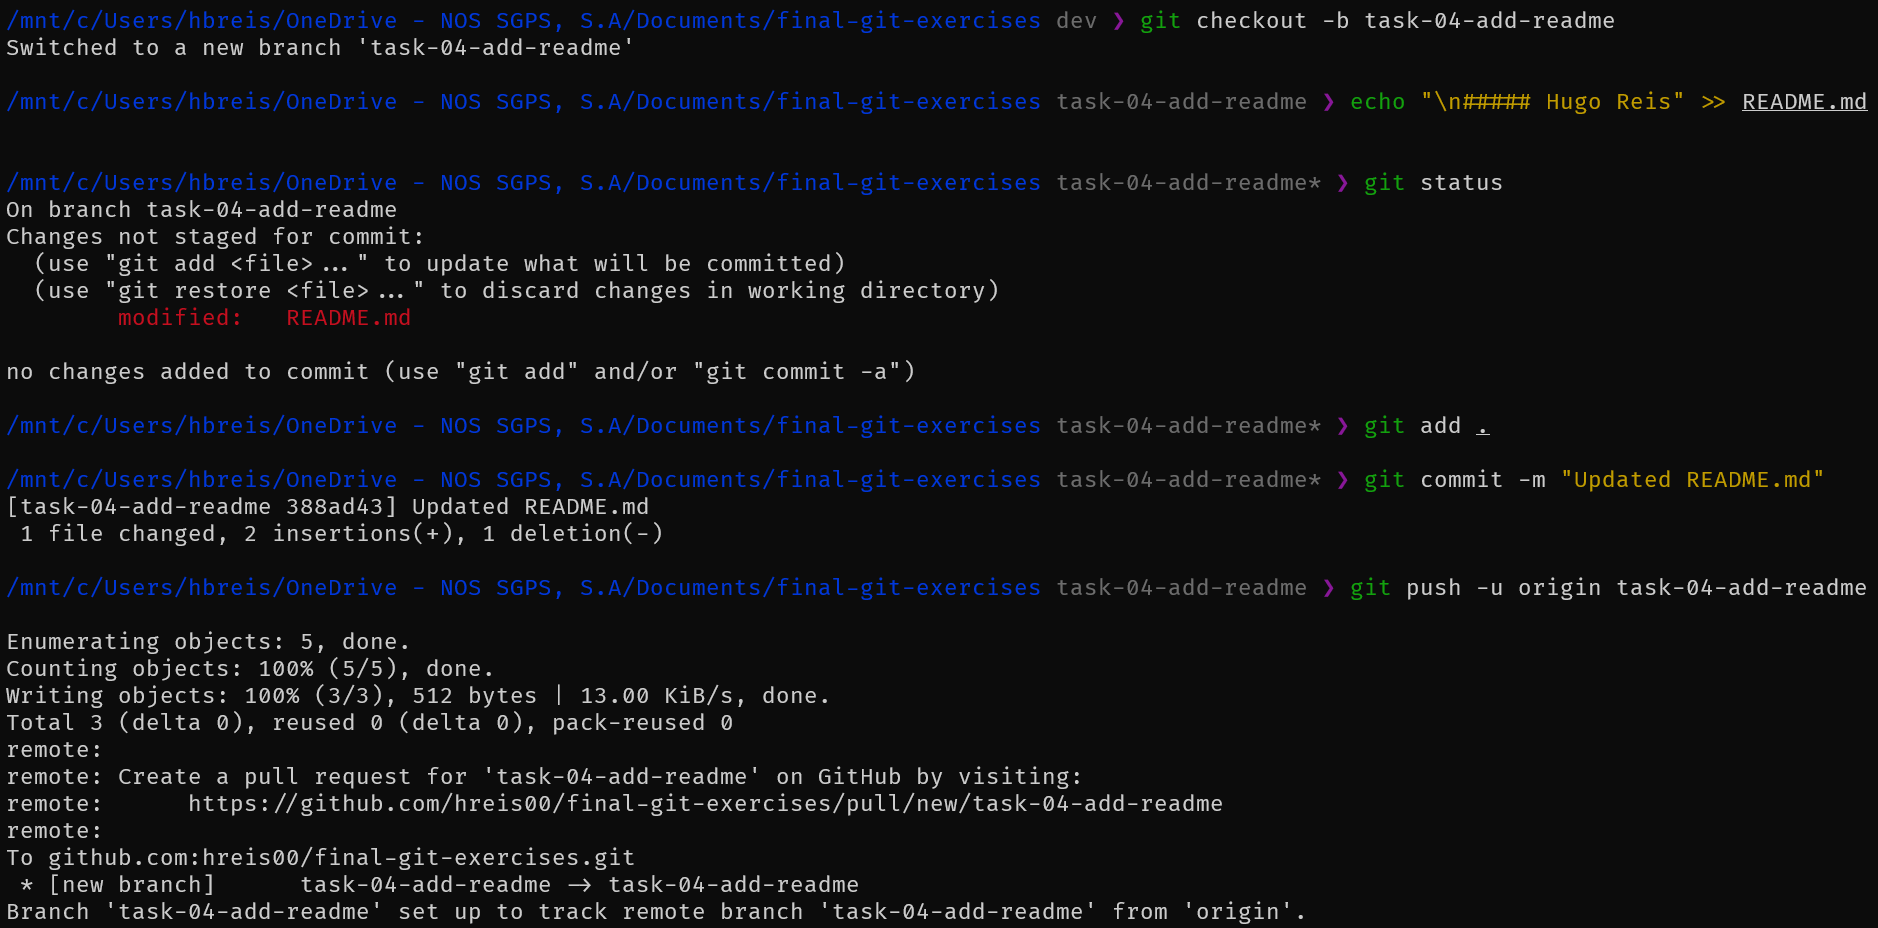 /mnt/c/Users/hbreis/OneDrive - NOS SGPS, S.A/Documents/final-git-exercises dev ❯ git checkout -b task-04-add-readme
Switched to a new branch 'task-04-add-readme'
/mnt/c/Users/hbreis/OneDrive - NOS SGPS, S.A/Documents/final-git-exercises task-04-add-readme ❯ echo "\n##### Hugo Reis" >> README.md
/mnt/c/Users/hbreis/OneDrive - NOS SGPS, S.A/Documents/final-git-exercises task-04-add-readme* ❯ git status
On branch task-04-add-readme
Changes not staged for commit:
  (use "git add <file>..." to update what will be committed)
  (use "git restore <file>..." to discard changes in working directory)
        modified:   README.md
no changes added to commit (use "git add" and/or "git commit -a")
/mnt/c/Users/hbreis/OneDrive - NOS SGPS, S.A/Documents/final-git-exercises task-04-add-readme* ❯ git add .
/mnt/c/Users/hbreis/OneDrive - NOS SGPS, S.A/Documents/final-git-exercises task-04-add-readme* ❯ git commit -m "Updated README.md"
[task-04-add-readme 388ad43] Updated README.md
 1 file changed, 2 insertions(+), 1 deletion(-)
/mnt/c/Users/hbreis/OneDrive - NOS SGPS, S.A/Documents/final-git-exercises task-04-add-readme ❯ git push -u origin task-04-add-readme
Enumerating objects: 5, done.
Counting objects: 100% (5/5), done.
Writing objects: 100% (3/3), 512 bytes | 13.00 KiB/s, done.
Total 3 (delta 0), reused 0 (delta 0), pack-reused 0
remote:
remote: Create a pull request for 'task-04-add-readme' on GitHub by visiting:
remote:      https://github.com/hreis00/final-git-exercises/pull/new/task-04-add-readme
remote:
To github.com:hreis00/final-git-exercises.git
 * [new branch]      task-04-add-readme -> task-04-add-readme
Branch 'task-04-add-readme' set up to track remote branch 'task-04-add-readme' from 'origin'.